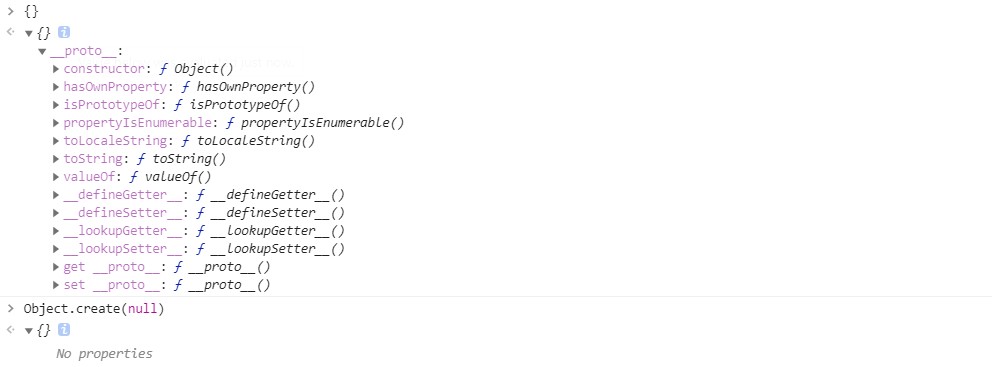 > {}
<· ▼{} i
▼__proto__:
▶constructor: ƒ Object()
▶hasOwnProperty: ƒ hasOwnProperty()
▶isPrototypeOf: ƒ isPrototypeOf()
▶propertyIsEnumerable: ƒ propertyIsEnumerable()
▶toLocaleString: ƒ toLocaleString()
▶toString: ƒ toString()
▶valueOf: ƒ valueOf()
▶__defineGetter__: ƒ __defineGetter__()
▶__defineSetter__: ƒ __defineSetter__()
▶__lookupGetter__: ƒ __lookupGetter__()
▶__lookupSetter__: ƒ __lookupSetter__()
▶get __proto__: ƒ __proto__()
▶set __proto__: ƒ __proto__()
> Object.create(null)
<· ▼{} i
No properties